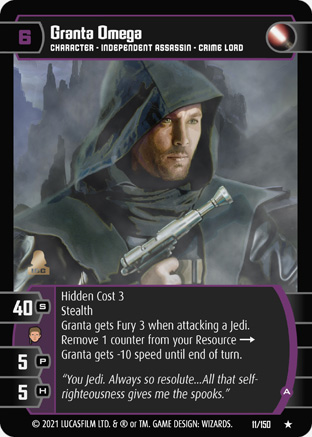 6 Granta Omega
CHARACTER - INDEPENDENT ASSASSIN - CRIME LORD
40 S
5 P
5 H
Hidden Cost 3
Stealth
Granta gets Fury 3 when attacking a Jedi.
Remove 1 counter from your Resource →
Granta gets -10 speed until end of turn.
"You Jedi. Always so resolute...All that self-
righteousness gives me the spooks."
A
© 2021 LUCASFILM LTD. & ® or TM. GAME DESIGN: WIZARDS. 11/150 ★